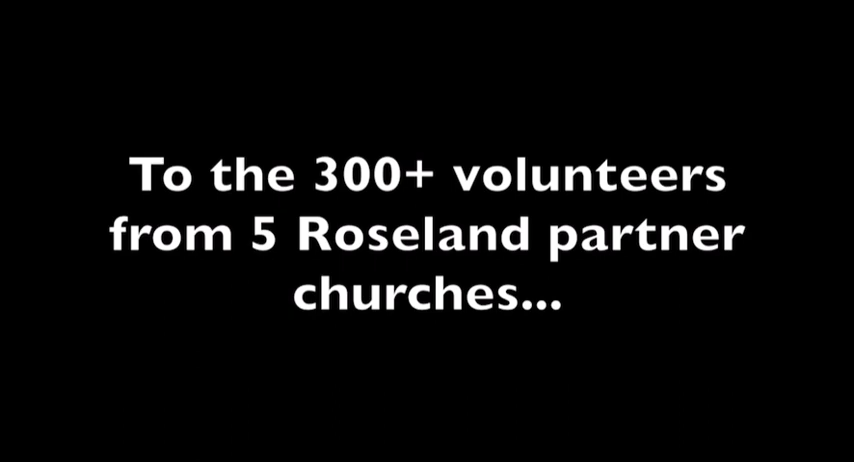 To the 300+ volunteers
from 5 Roseland partner
churches...